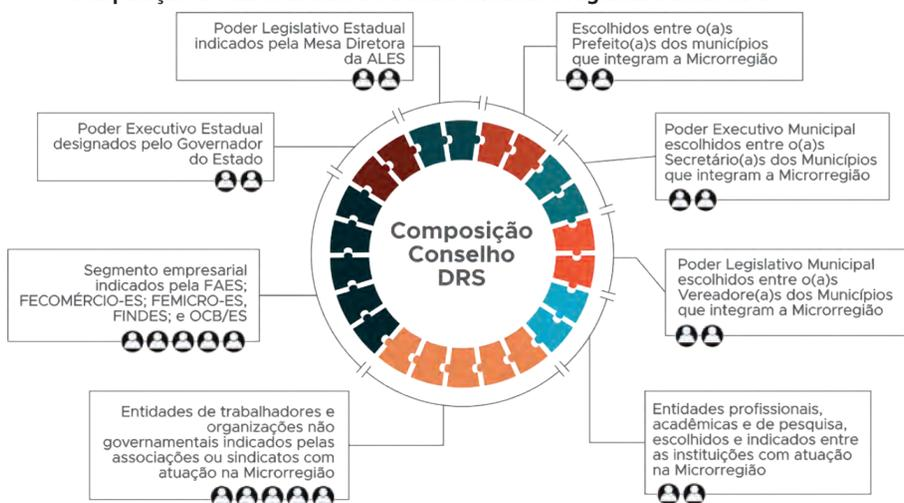 Poder Legislativo Estadual
indicados pela Mesa Diretora
da ALES
Escolhidos entre o(a)s
Prefeito(a)s dos municípios
que integram a Microrregião
Poder Executivo Estadual
designados pelo Governador
do Estado
Poder Executivo Municipal
escolhidos entre o(a)s
Secretário(a)s dos Municípios
que integram a Microrregião
Composição
Conselho
DRS
Segmento empresarial
indicados pela FAES;
FECOMÉRCIO-ES; FEMICRO-ES,
FINDES; e OCB/ES
Poder Legislativo Municipal
escolhidos entre o(a)s
Vereadore(a)s dos Municípios
que integram a Microrregião
Entidades de trabalhadores e
organizações não
governamentais indicados pelas
associações ou sindicatos com
atuação na Microrregião
Entidades profissionais,
acadêmicas e de pesquisa,
escolhidos e indicados entre
as instituições com atuação
na Microrregião